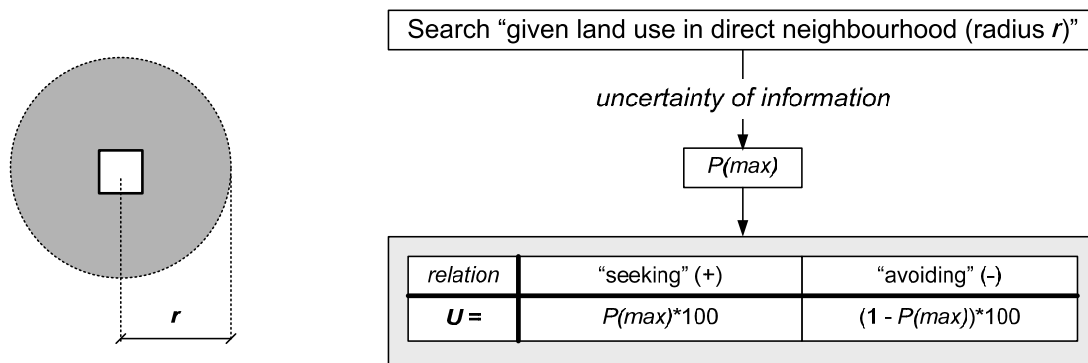 Search “given land use in direct neighbourhood (radius r)”
uncertainty of information
P(max)
relation “seeking” (+) “avoiding” (-)
U = P(max)*100 (1 - P(max))*100
r